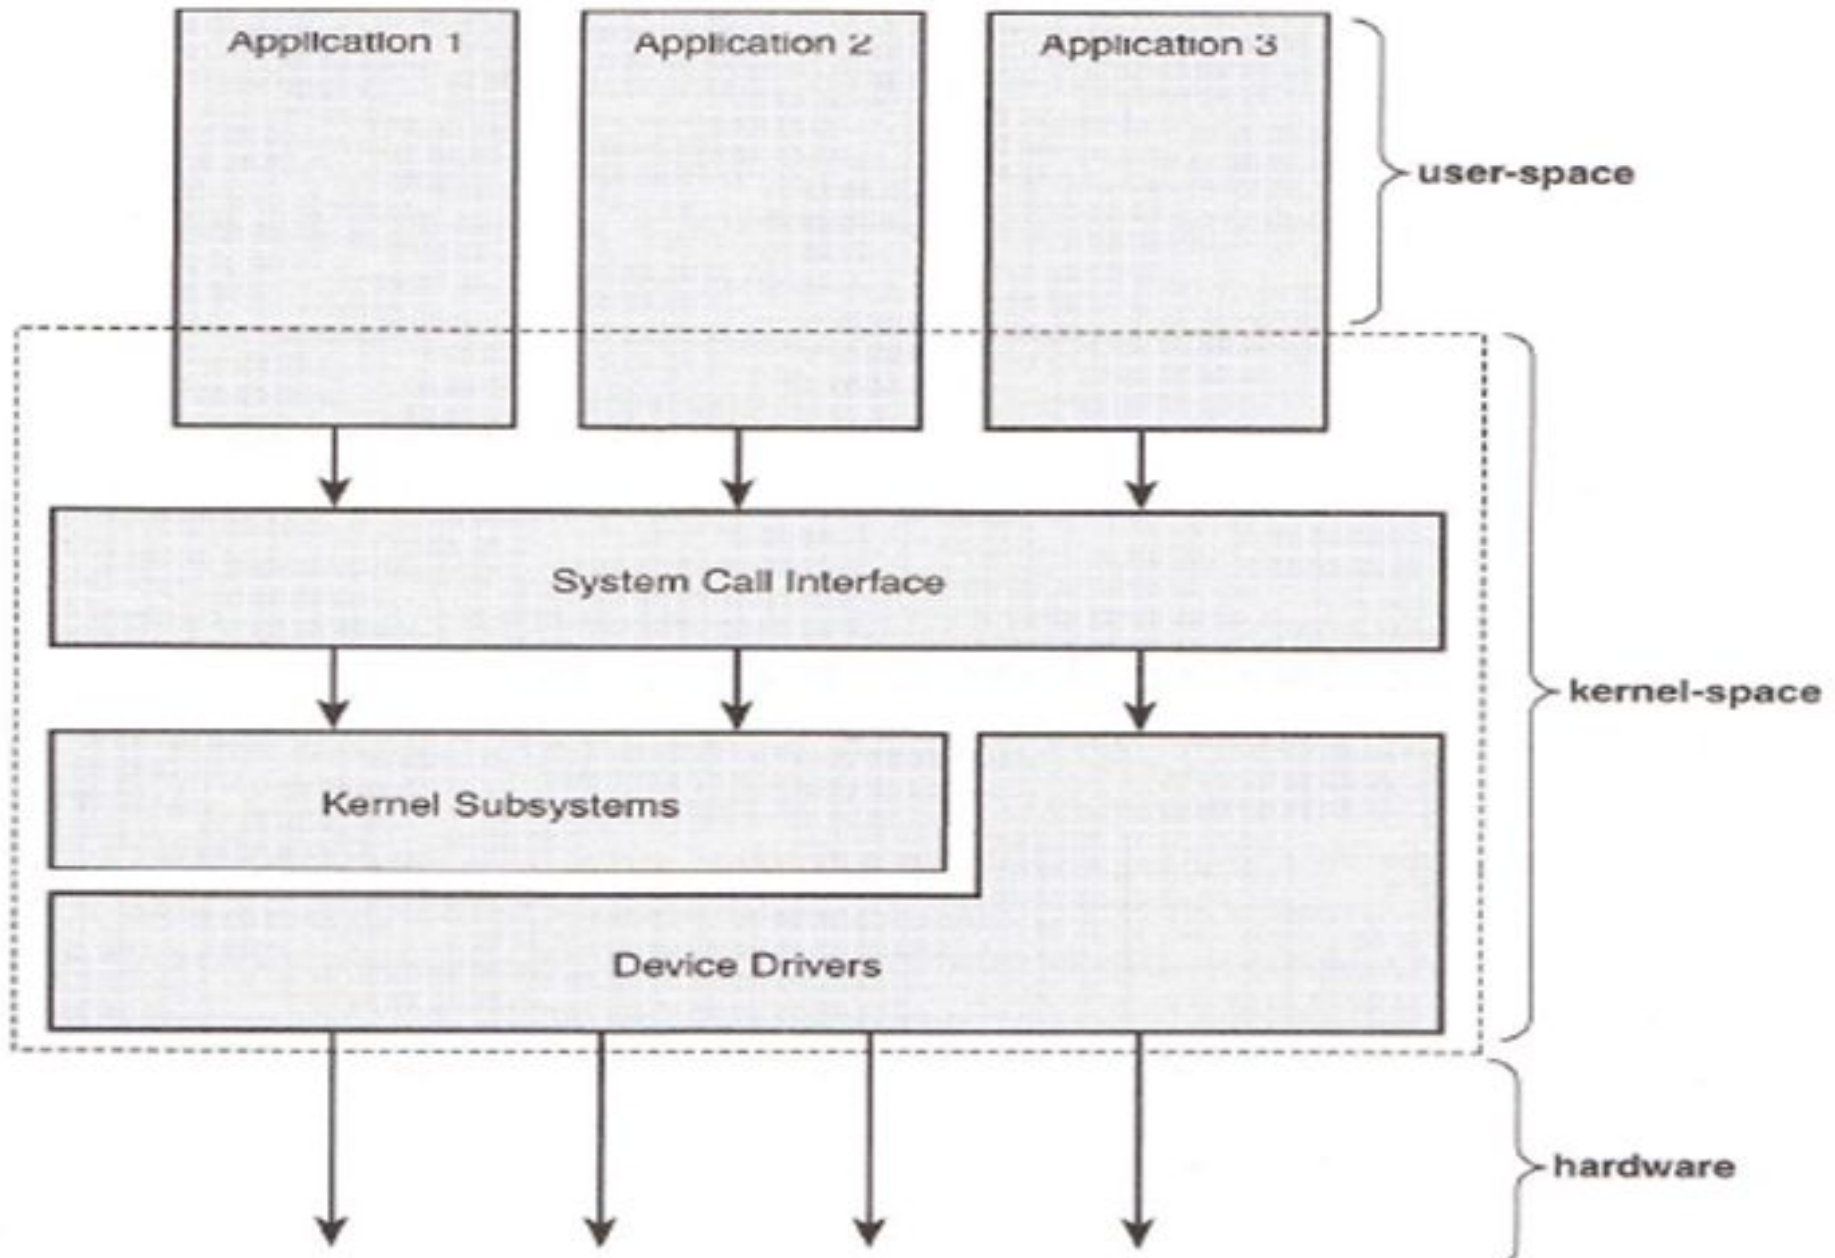 Application 1
Application 2
Application 3
user-space
System Call Interface
kernel-space
Kernel Subsystems
Device Drivers
hardware